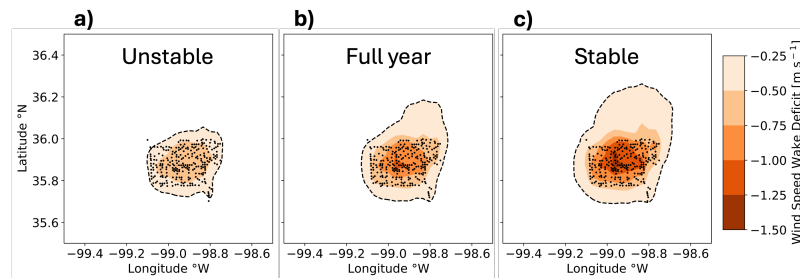 a)
b)
c)
Unstable
Full year
Stable
Latitude °N
36.4
36.2
36.0
35.8
35.6
−99.4 −99.2 −99.0 −98.8 −98.6
Longitude °W
−99.4 −99.2 −99.0 −98.8 −98.6
Longitude °W
−99.4 −99.2 −99.0 −98.8 −98.6
Longitude °W
−0.25
−0.50
−0.75
−1.00
−1.25
−1.50
Wind Speed Wake Deficit [m s⁻¹]